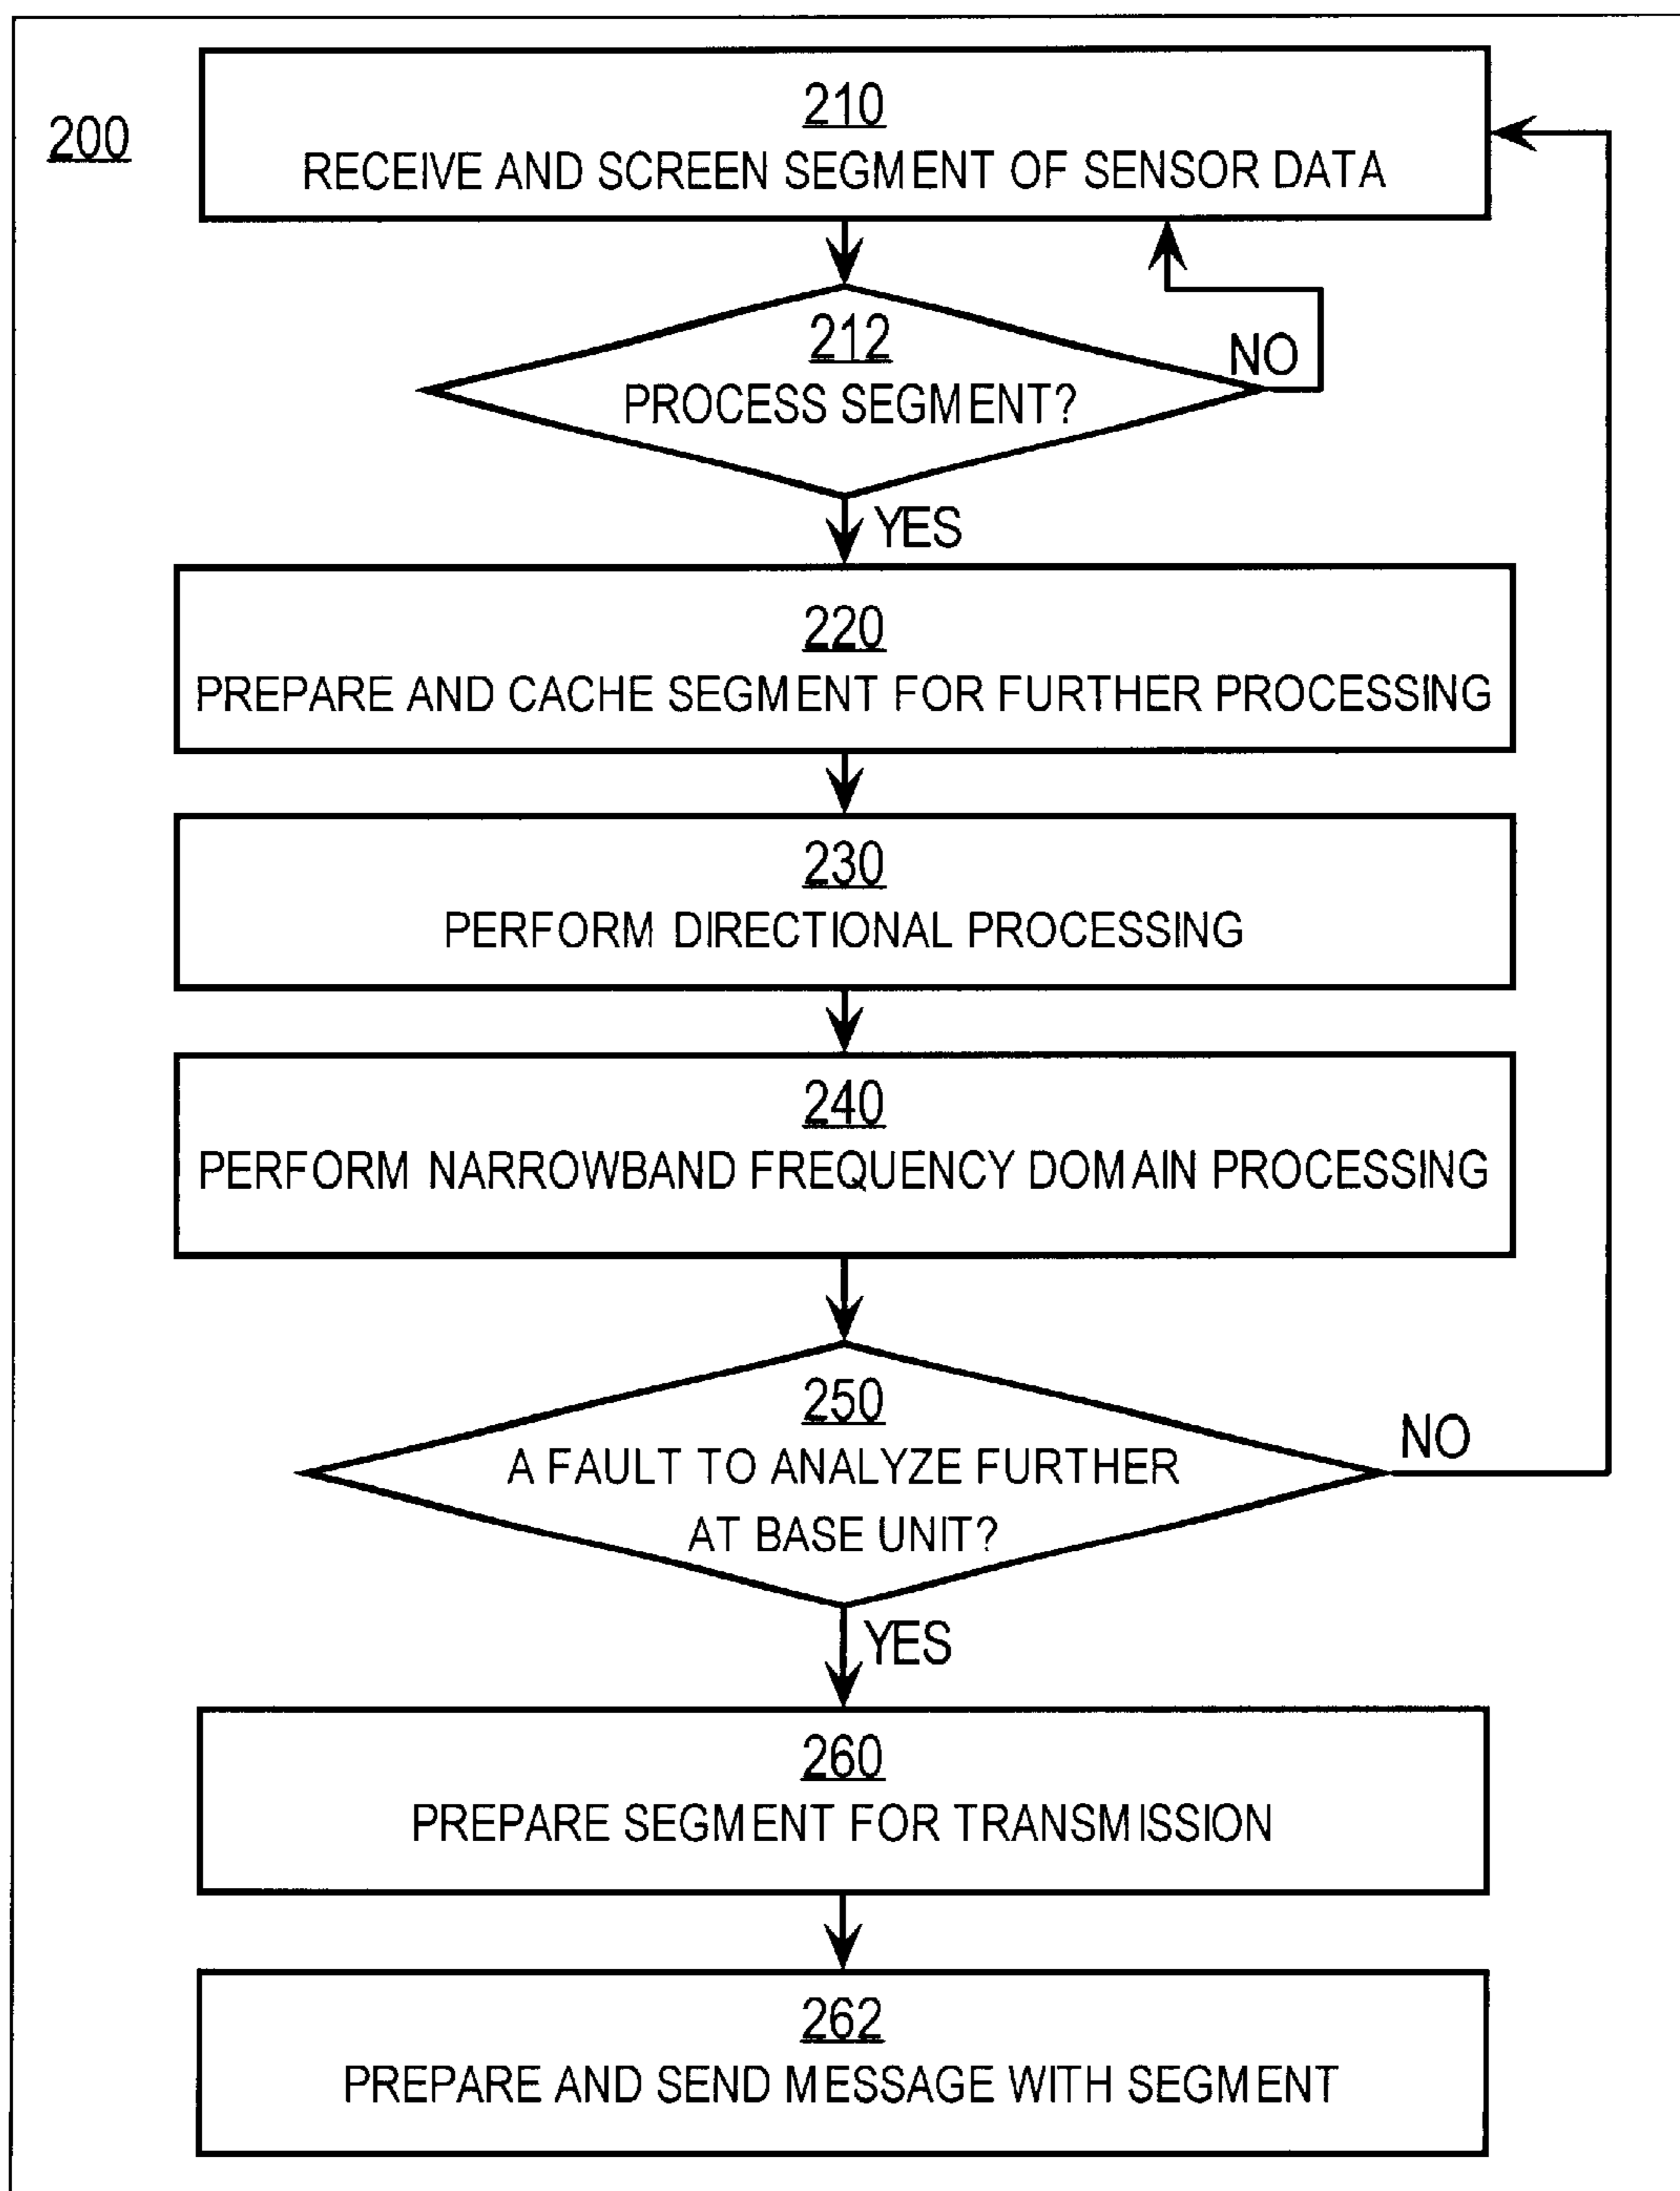 200
210
RECEIVE AND SCREEN SEGMENT OF SENSOR DATA
212
PROCESS SEGMENT?
NO
YES
220
PREPARE AND CACHE SEGMENT FOR FURTHER PROCESSING
230
PERFORM DIRECTIONAL PROCESSING
240
PERFORM NARROWBAND FREQUENCY DOMAIN PROCESSING
250
A FAULT TO ANALYZE FURTHER
AT BASE UNIT?
NO
YES
260
PREPARE SEGMENT FOR TRANSMISSION
262
PREPARE AND SEND MESSAGE WITH SEGMENT